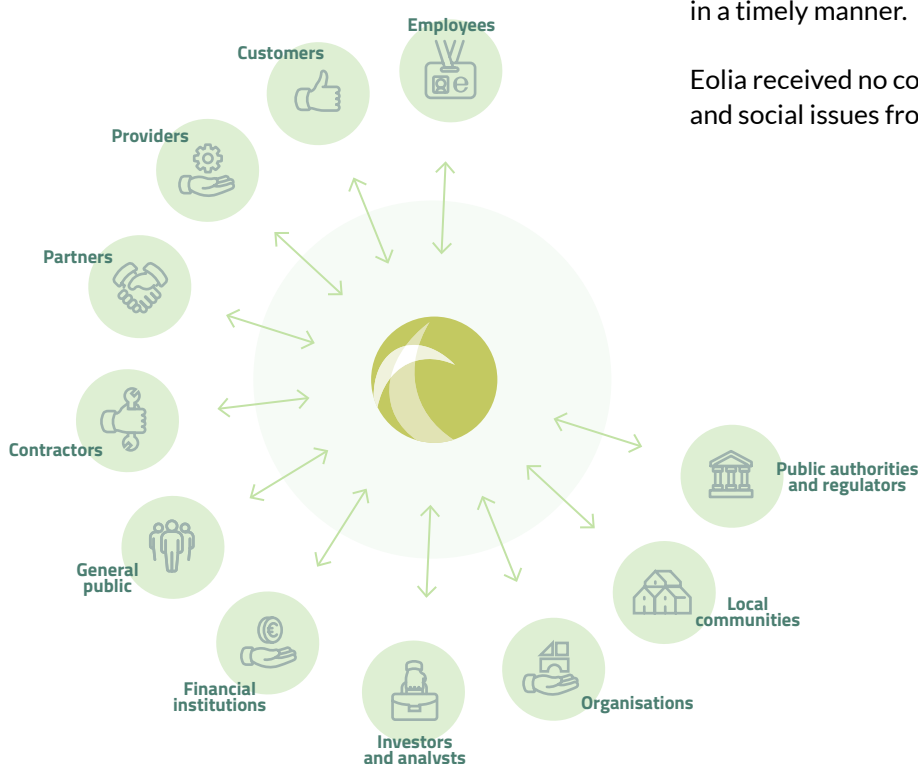 in a timely manner.
Eolia received no co
and social issues fro
Employees
Customers
Providers
Partners
Contractors
General
public
Financial
institutions
Investors
and analysts
Organisations
Local
communities
Public authorities
and regulators
e
€